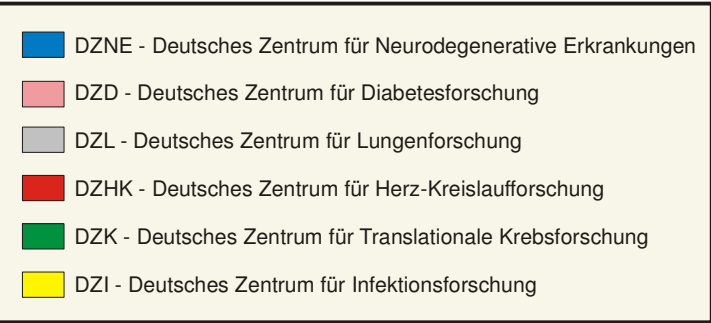 DZNE - Deutsches Zentrum für Neurodegenerative Erkrankungen
DZD - Deutsches Zentrum für Diabetesforschung
DZL - Deutsches Zentrum für Lungenforschung
DZHK - Deutsches Zentrum für Herz-Kreislaufforschung
DZK - Deutsches Zentrum für Translationale Krebsforschung
DZI - Deutsches Zentrum für Infektionsforschung